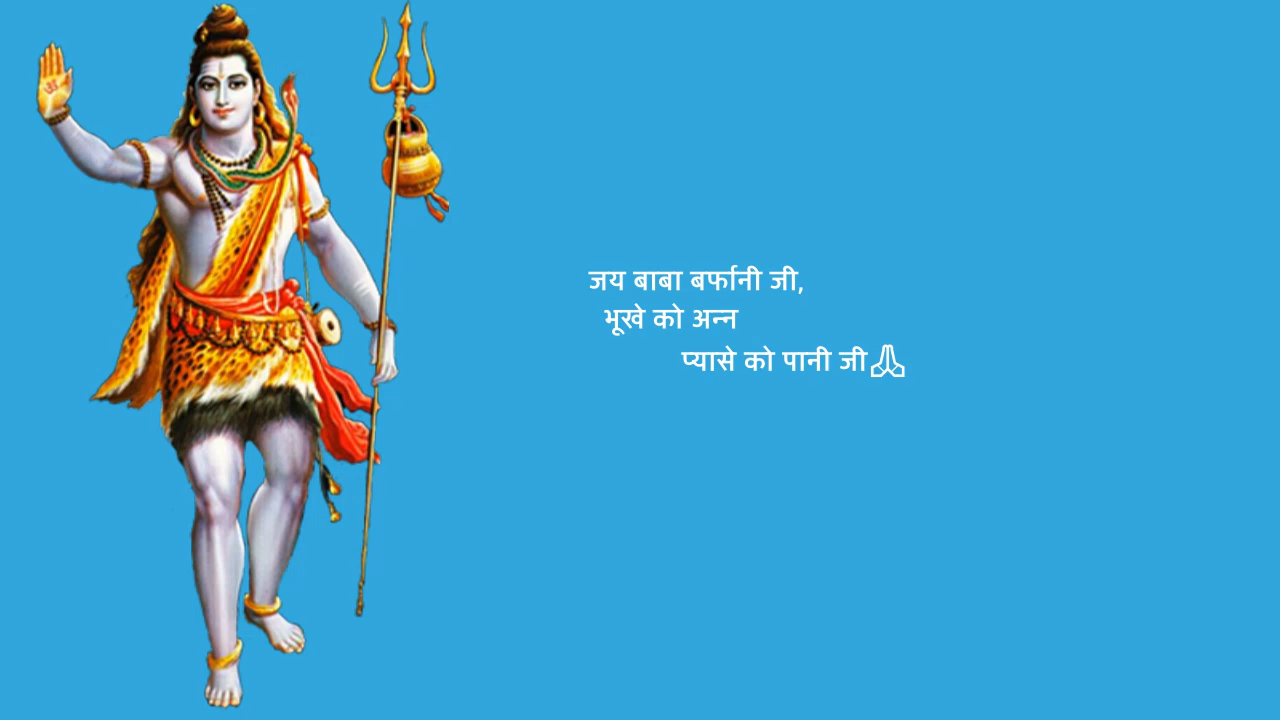 ॐ
जय बाबा बर्फानी जी,
भूखे को अन्न
प्यासे को पानी जी🙏